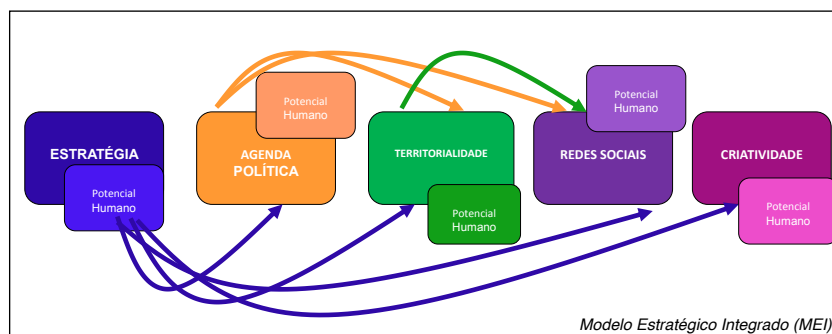 ESTRATÉGIA
Potencial
Humano
AGENDA
POLÍTICA
Potencial
Humano
TERRITORIALIDADE
Potencial
Humano
REDES SOCIAIS
Potencial
Humano
CRIATIVIDADE
Potencial
Humano
Modelo Estratégico Integrado (MEI)